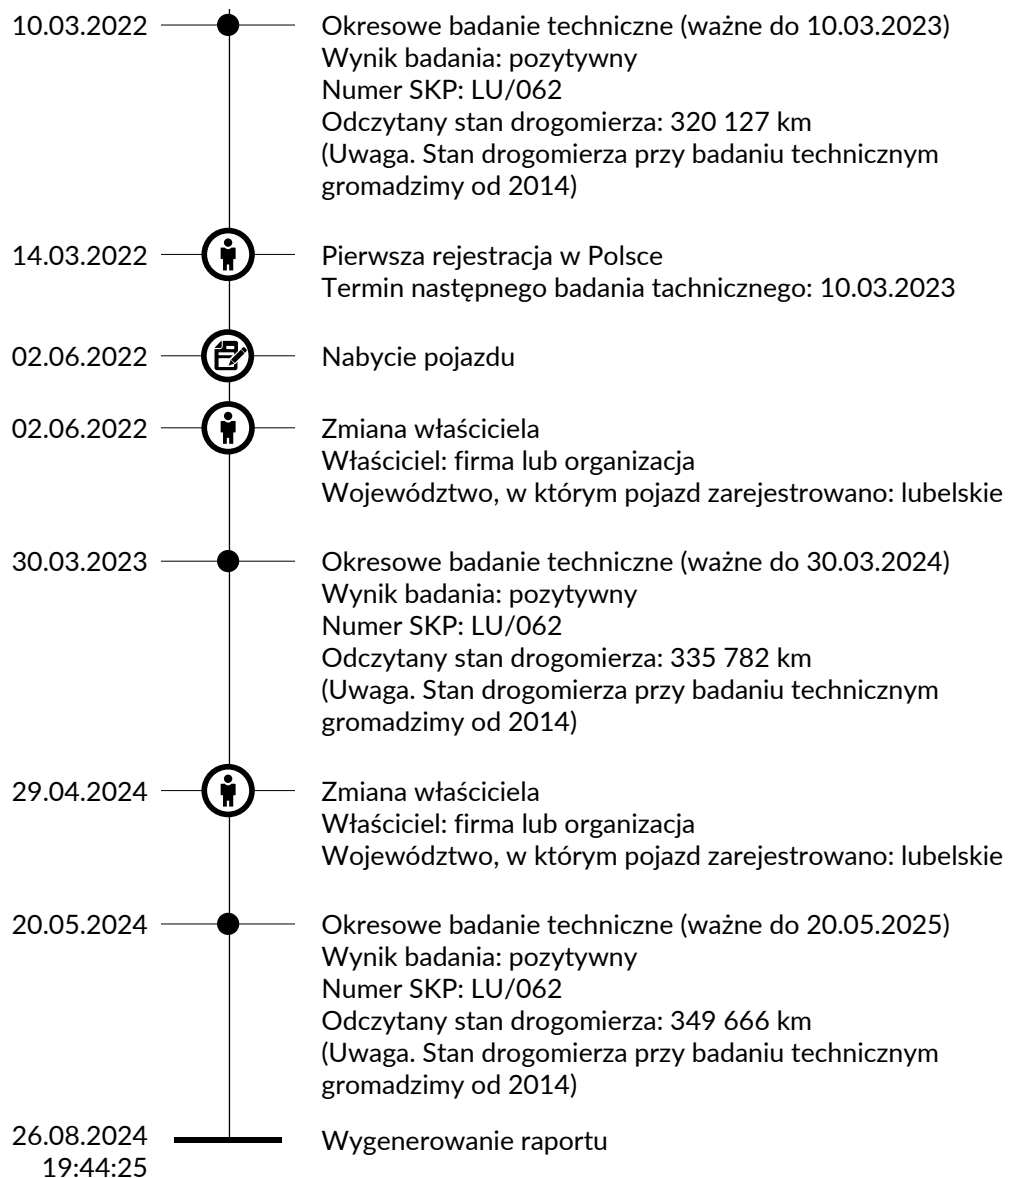 10.03.2022
Okresowe badanie techniczne (ważne do 10.03.2023)
Wynik badania: pozytywny
Numer SKP: LU/062
Odczytany stan drogomierza: 320 127 km
(Uwaga. Stan drogomierza przy badaniu technicznym
gromadzimy od 2014)
14.03.2022
Pierwsza rejestracja w Polsce
Termin następnego badania tachnicznego: 10.03.2023
02.06.2022
Nabycie pojazdu
02.06.2022
Zmiana właściciela
Właściciel: firma lub organizacja
Województwo, w którym pojazd zarejestrowano: lubelskie
30.03.2023
Okresowe badanie techniczne (ważne do 30.03.2024)
Wynik badania: pozytywny
Numer SKP: LU/062
Odczytany stan drogomierza: 335 782 km
(Uwaga. Stan drogomierza przy badaniu technicznym
gromadzimy od 2014)
29.04.2024
Zmiana właściciela
Właściciel: firma lub organizacja
Województwo, w którym pojazd zarejestrowano: lubelskie
20.05.2024
Okresowe badanie techniczne (ważne do 20.05.2025)
Wynik badania: pozytywny
Numer SKP: LU/062
Odczytany stan drogomierza: 349 666 km
(Uwaga. Stan drogomierza przy badaniu technicznym
gromadzimy od 2014)
26.08.2024
19:44:25
Wygenerowanie raportu